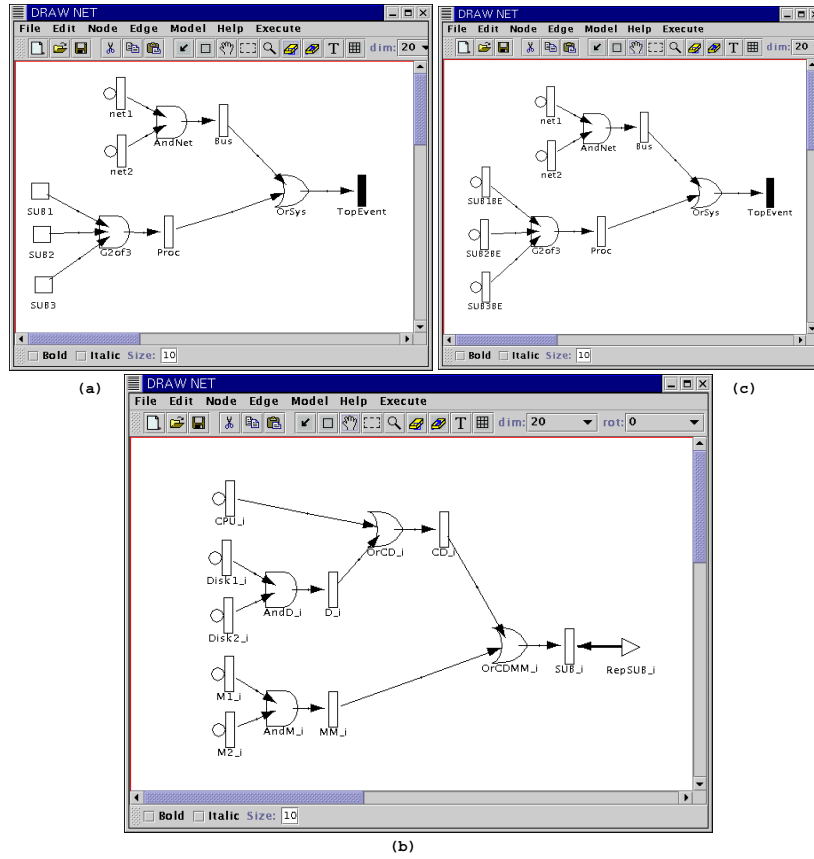 DRAW NET
File Edit Node Edge Model Help Execute
T dim: 20
net1
AndNet
Bus
net2
SUB1
OrSys
TopEvent
SUB2
G2of3
Proc
SUB3
Bold Italic Size: 10
(a)
DRAW NET
File Edit Node Edge Model Help Execute
T dim: 20
net1
AndNet
Bus
net2
SUB1BE
OrSys
TopEvent
SUB2BE
G2of3
Proc
SUB3BE
Bold Italic Size: 10
(c)
DRAW NET
File Edit Node Edge Model Help Execute
T dim: 20 rot: 0
CPU_i
OrCD_i
CD_i
Disk1_i
AndD_i
D_i
Disk2_i
OrCDMM_i
SUB_i
RepSUB_i
M1_i
AndM_i
MM_i
M2_i
Bold Italic Size: 10
(b)